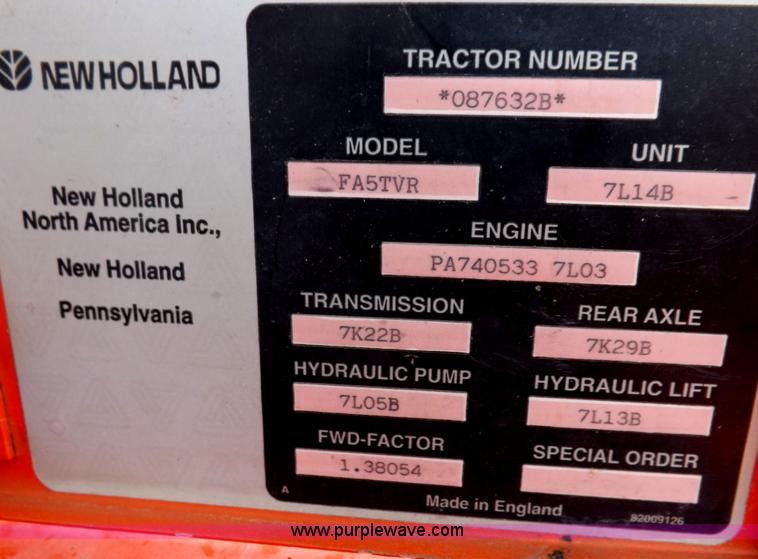 NEW HOLLAND
New Holland
North America Inc.,
New Holland
Pennsylvania
TRACTOR NUMBER
*087632B*
MODEL UNIT
FA5TVR 7L14B
ENGINE
PA740533 7L03
TRANSMISSION REAR AXLE
7K22B 7K29B
HYDRAULIC PUMP HYDRAULIC LIFT
7L05B 7L13B
FWD-FACTOR SPECIAL ORDER
1.38054
A Made in England 82009126
www.purplewave.com